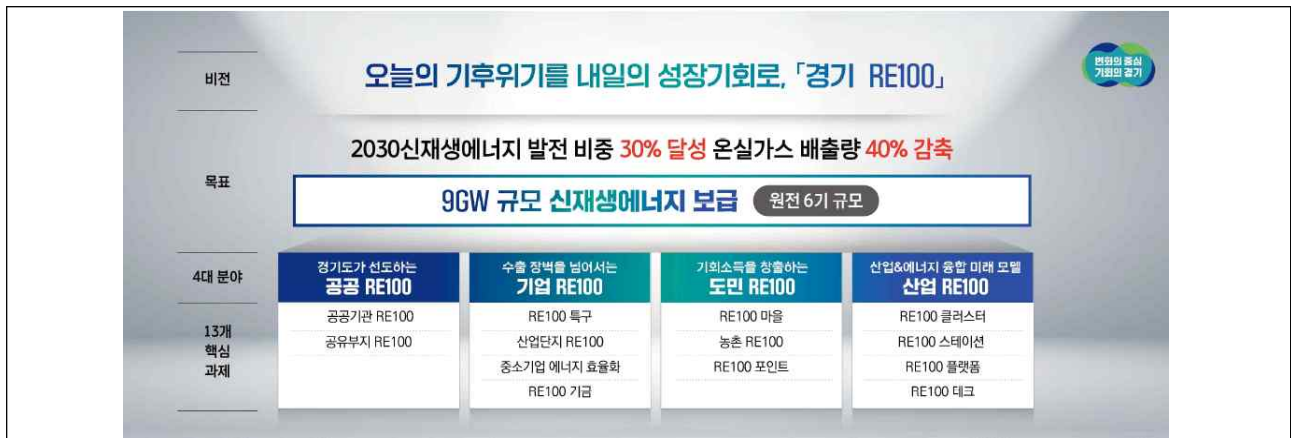 비전
오늘의 기후위기를 내일의 성장기회로, 「경기 RE100」
변화의 중심
기회의 경기
목표
2030신재생에너지 발전 비중 30% 달성 온실가스 배출량 40% 감축
9GW 규모 신재생에너지 보급 원전 6기 규모
4대 분야
경기도가 선도하는
공공 RE100
수출 장벽을 넘어서는
기업 RE100
기회소득을 창출하는
도민 RE100
산업&에너지 융합 미래 모델
산업 RE100
13개
핵심
과제
공공기관 RE100
공유부지 RE100
RE100 특구
산업단지 RE100
중소기업 에너지 효율화
RE100 기금
RE100 마을
농촌 RE100
RE100 포인트
RE100 클러스터
RE100 스테이션
RE100 플랫폼
RE100 테크